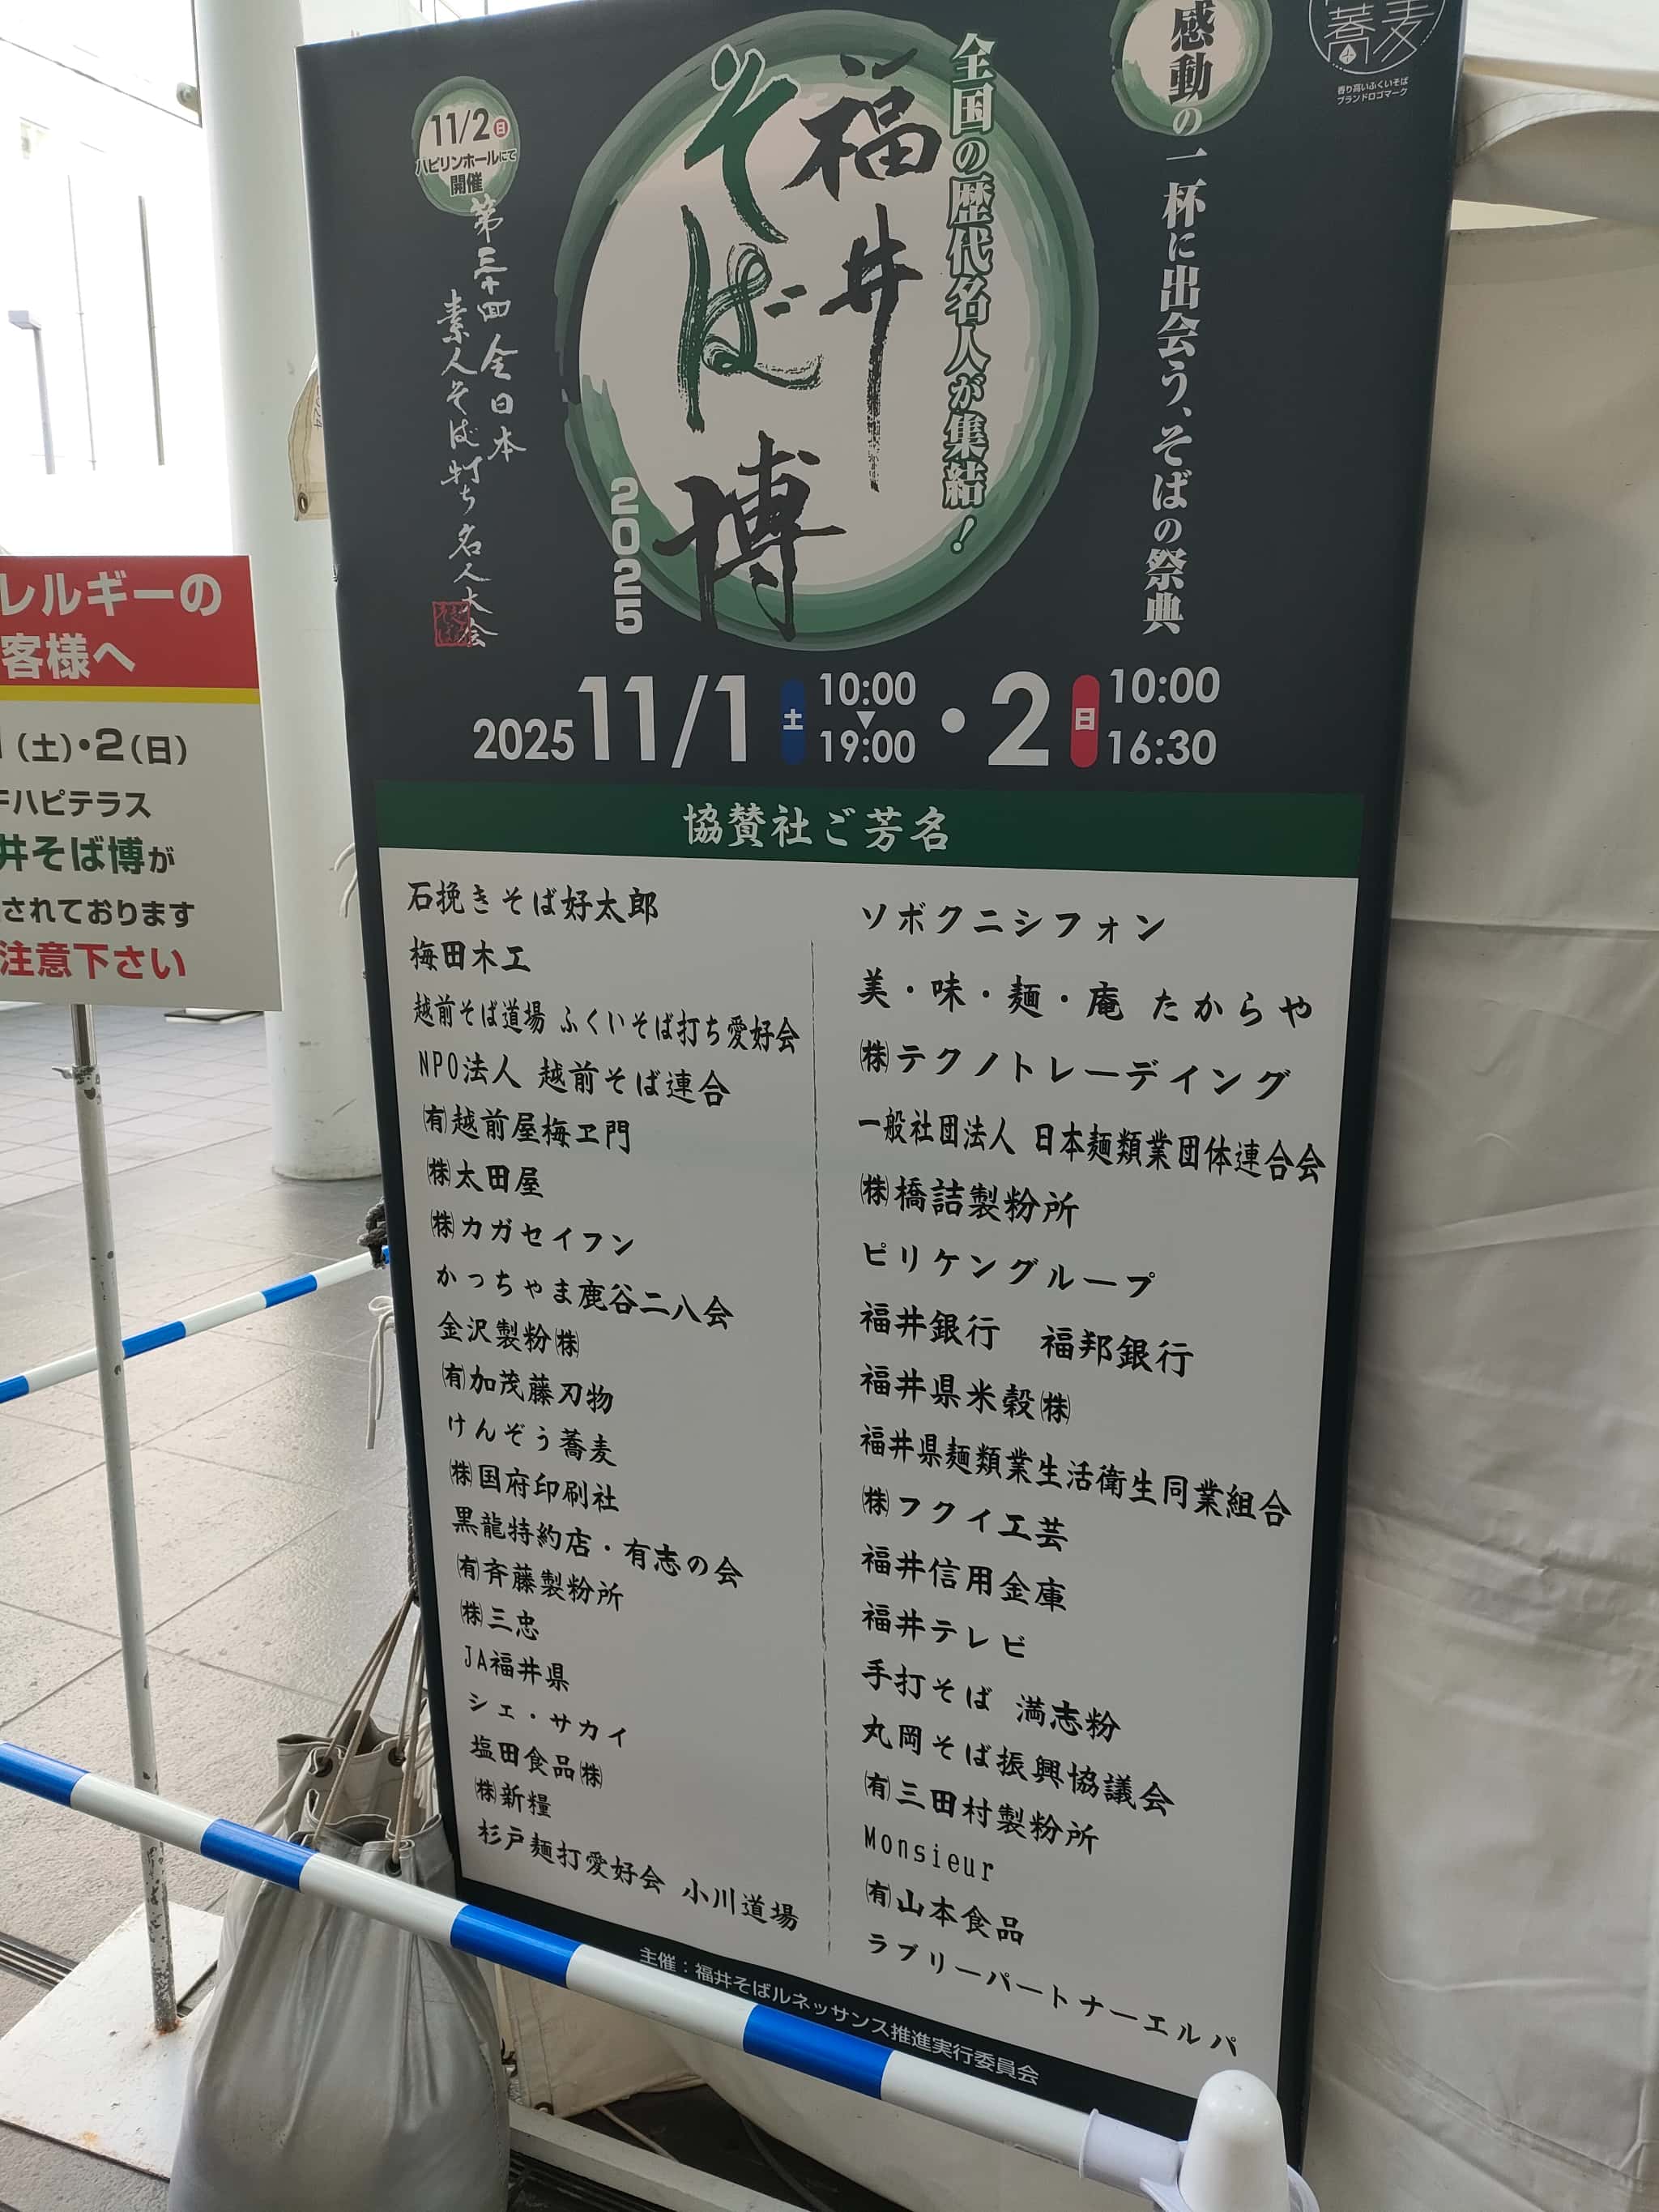 蕎麦
香り高いふくいそば
ブランドロゴマーク
感動の一杯に出会う、そばの祭典
全国の歴代名人が集結!
福井
そば
博
2025
11/2 日
ハピリンホールにて
開催
第三十回 全日本
素人そば打ち名人大会
2025 11/1 土 10:00 ▼ 19:00 ・ 2 日 10:00 16:30
協賛社ご芳名
石挽きそば好太郎
梅田木工
越前そば道場 ふくいそば打ち愛好会
NPO法人 越前そば連合
㈲越前屋梅ヱ門
㈱太田屋
㈱カガセイフン
かっちゃま鹿谷二八会
金沢製粉㈱
㈲加茂藤刃物
けんぞう蕎麦
㈱国府印刷社
黒龍特約店・有志の会
㈲斉藤製粉所
㈱三忠
JA福井県
シェ・サカイ
塩田食品㈱
㈱新糧
杉戸麺打愛好会 小川道場
ソボクニシフォン
美・味・麺・庵 たからや
㈱テクノトレーディング
一般社団法人 日本麺類業団体連合会
㈱橋詰製粉所
ピリケングループ
福井銀行 福邦銀行
福井県米穀㈱
福井県麺類業生活衛生同業組合
㈱フクイ工芸
福井信用金庫
福井テレビ
手打そば 満志粉
丸岡そば振興協議会
㈲三田村製粉所
Monsieur
㈲山本食品
ラブリーパートナーエルパ
主催:福井そばルネッサンス推進実行委員会
レルギーの
客様へ
(土)・2(日)
Fハピテラス
井そば博が
されております
注意下さい